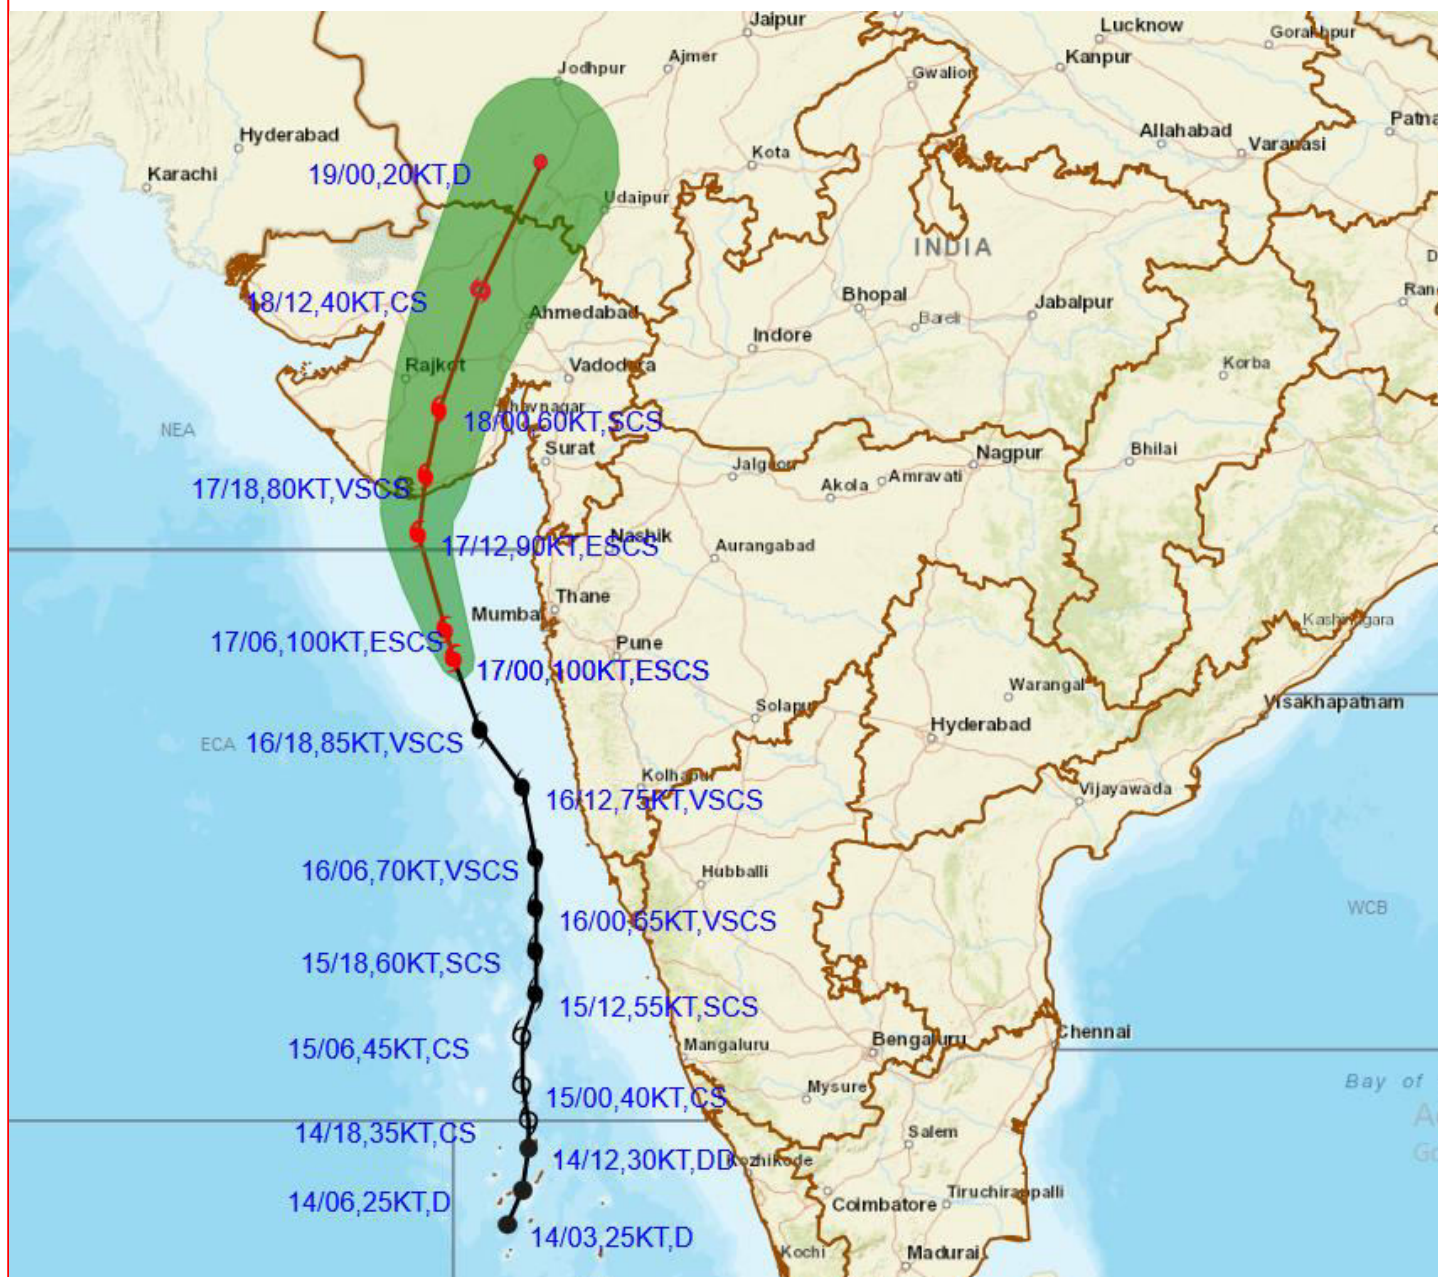 Jaipur
Lucknow
Gorakhpur
Ajmer
Kanpur
Jodhpur
Gwalior
Patna
Hyderabad
Allahabad
Varanasi
Kota
Karachi
19/00,20KT,D
Udaipur
INDIA
Bhopal
Jabalpur
18/12,40KT,CS
Ahmedabad
Bareli
Indore
Rajkot
Vadodara
Korba
Bhavnagar
18/00,60KT,SCS
NEA
Surat
Bhilai
Nagpur
Jalgaon
Amravati
17/18,80KT,VSCS
Akola
Nashik
17/12,90KT,ESCS
Aurangabad
Thane
Mumbai
17/06,100KT,ESCS
Pune
17/00,100KT,ESCS
Warangal
Solapur
Visakhapatnam
Hyderabad
ECA
16/18,85KT,VSCS
Kolhapur
16/12,75KT,VSCS
Vijayawada
16/06,70KT,VSCS
Hubballi
WCB
16/00,65KT,VSCS
15/18,60KT,SCS
15/12,55KT,SCS
Chennai
15/06,45KT,CS
Mangaluru
Bengaluru
Bay of
15/00,40KT,CS
Mysure
14/18,35KT,CS
Salem
14/12,30KT,DD
Kozhikode
14/06,25KT,D
Coimbatore
Tiruchirappalli
14/03,25KT,D
Kochi
Madurai